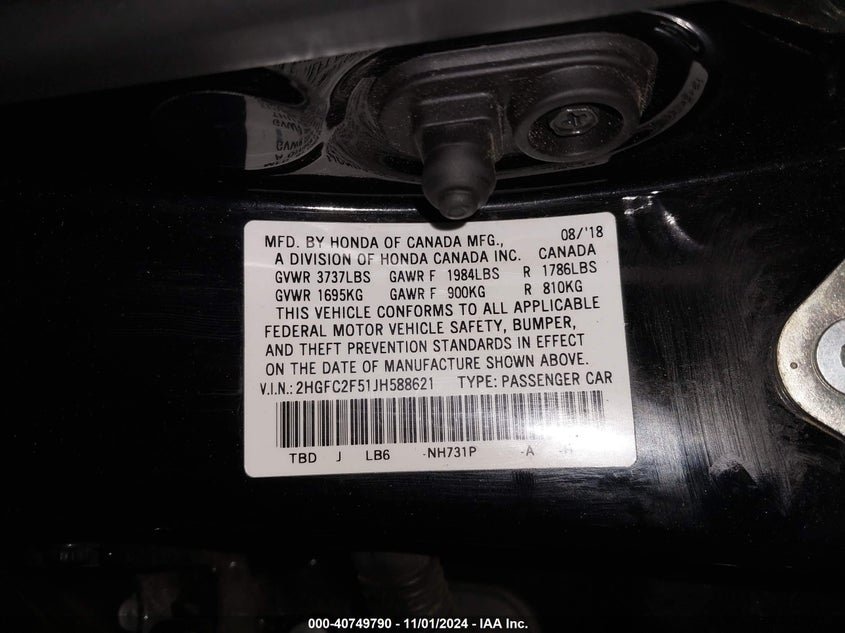 MFD. BY HONDA OF CANADA MFG., 08/'18
A DIVISION OF HONDA CANADA INC. CANADA
GVWR 3737LBS GAWR F 1984LBS R 1786LBS
GVWR 1695KG GAWR F 900KG R 810KG
THIS VEHICLE CONFORMS TO ALL APPLICABLE
FEDERAL MOTOR VEHICLE SAFETY, BUMPER,
AND THEFT PREVENTION STANDARDS IN EFFECT
ON THE DATE OF MANUFACTURE SHOWN ABOVE.
V.I.N.: 2HGFC2F51JH588621 TYPE: PASSENGER CAR
TBD J LB6 -NH731P -A
000-40749790 - 11/01/2024 - IAA Inc.